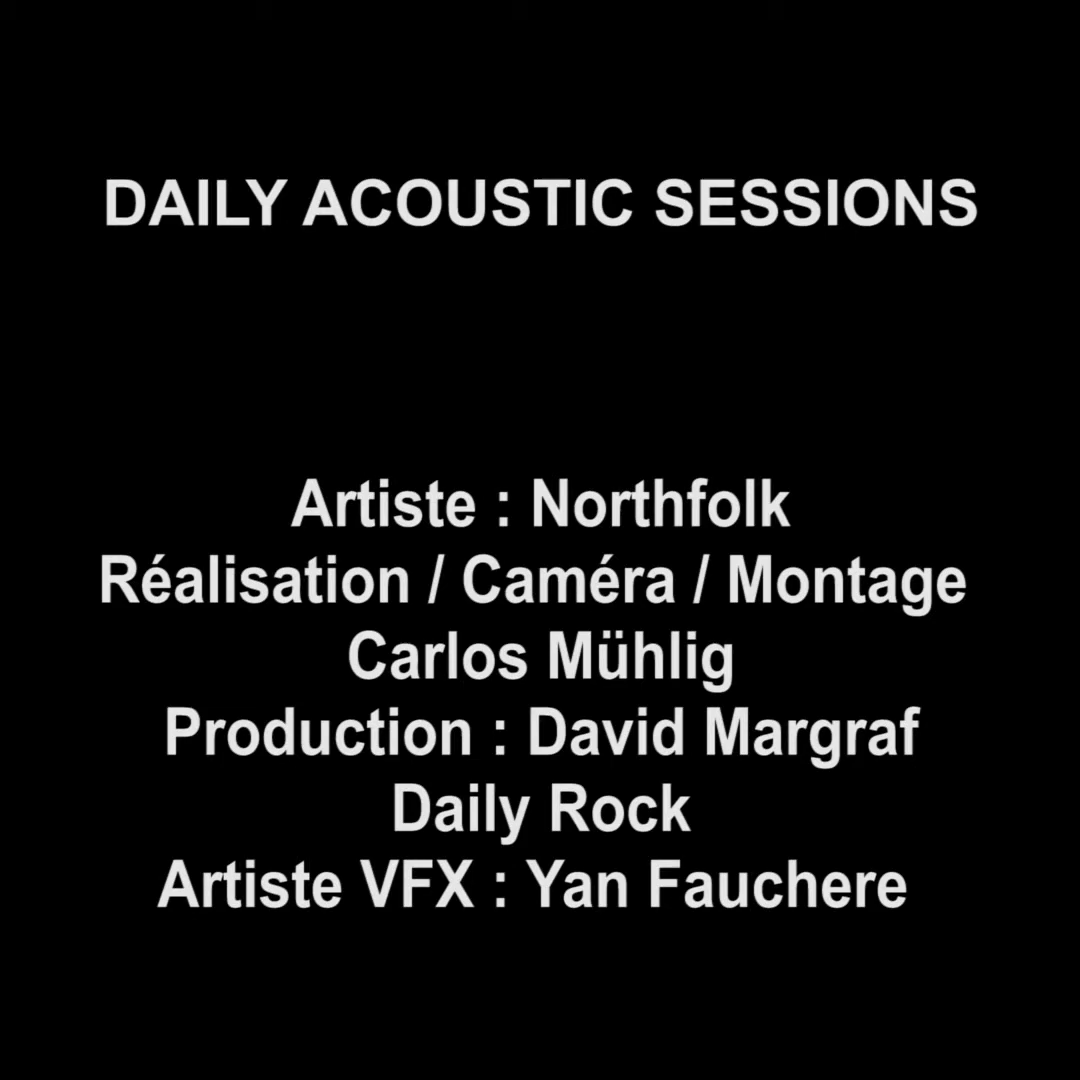 DAILY ACOUSTIC SESSIONS
Artiste : Northfolk
Réalisation / Caméra / Montage
Carlos Mühlig
Production : David Margraf
Daily Rock
Artiste VFX : Yan Fauchere